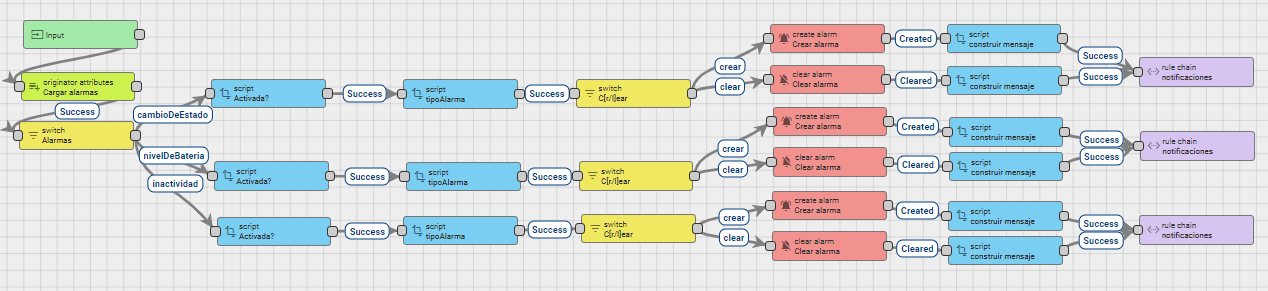 Input
originator attributes
Cargar alarmas
Success
switch
Alarmas
cambioDeEstado
nivelDeBateria
inactividad
script
Activada?
Success
script
tipoAlarma
Success
switch
C[r/l]ear
crear
clear
create alarm
Crear alarma
Created
script
construir mensaje
Success
clear alarm
Clear alarma
Cleared
script
construir mensaje
Success
rule chain
notificaciones
script
Activada?
Success
script
tipoAlarma
Success
switch
C[r/l]ear
crear
clear
create alarm
Crear alarma
Created
script
construir mensaje
Success
clear alarm
Clear alarma
Cleared
script
construir mensaje
Success
rule chain
notificaciones
script
Activada?
Success
script
tipoAlarma
Success
switch
C[r/l]ear
crear
clear
create alarm
Crear alarma
Created
script
construir mensaje
Success
clear alarm
Clear alarma
Cleared
script
construir mensaje
Success
rule chain
notificaciones